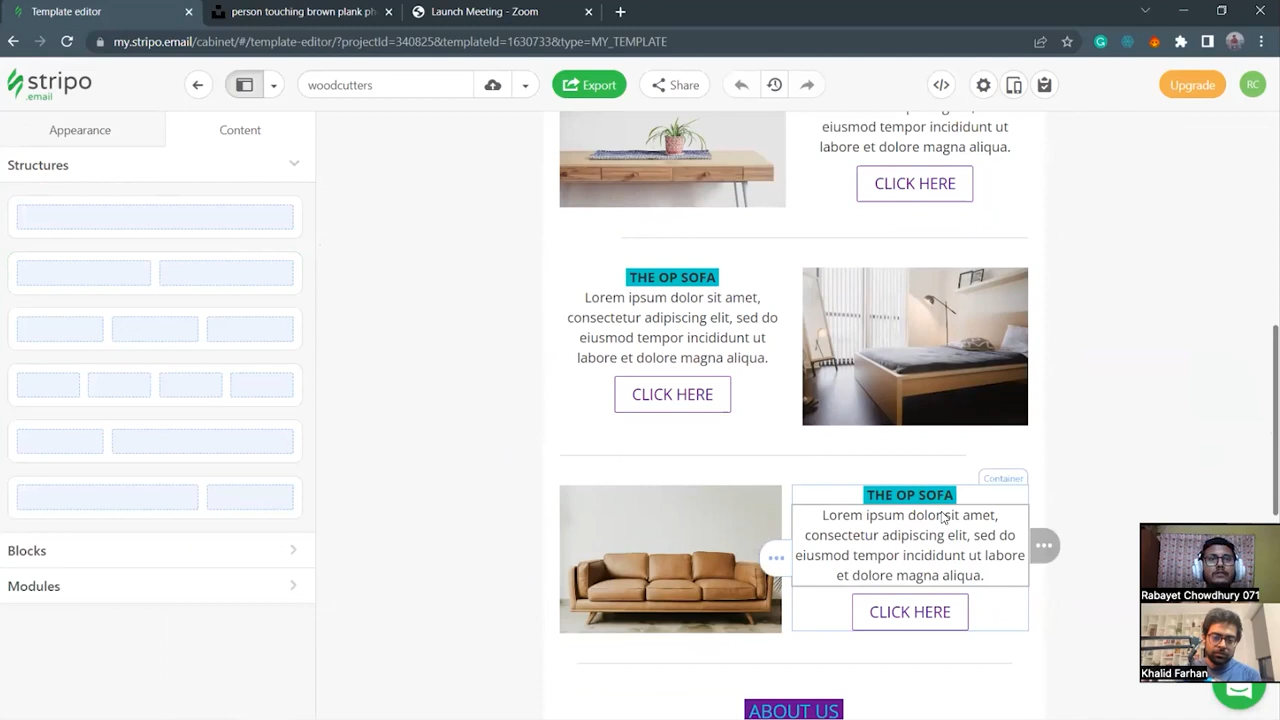 Template editor
person touching brown plank ph
Launch Meeting - Zoom
my.stripo.email/cabinet/#/template-editor/?projectId=340825&templateId=1630733&type=MY_TEMPLATE
stripo
.email
woodcutters
Export
Share
Upgrade
RC
Appearance
Content
Structures
Blocks
Modules
eiusmod tempor incididunt ut
labore et dolore magna aliqua.
CLICK HERE
THE OP SOFA
Lorem ipsum dolor sit amet,
consectetur adipiscing elit, sed do
eiusmod tempor incididunt ut
labore et dolore magna aliqua.
CLICK HERE
Container
THE OP SOFA
Lorem ipsum dolor sit amet,
consectetur adipiscing elit, sed do
eiusmod tempor incididunt ut labore
et dolore magna aliqua.
CLICK HERE
ABOUT US
Rabayet Chowdhury 071
Khalid Farhan